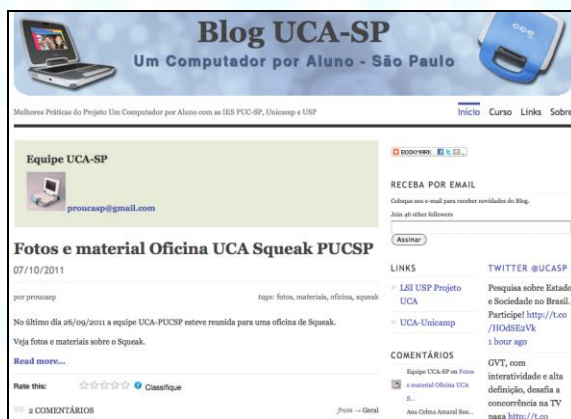 Blog UCA-SP
Um Computador por Aluno - São Paulo
cce
Melhores Práticas do Projeto Um Computador por Aluno com as IES PUC-SP, Unicamp e USP
Início Curso Links Sobre
Equipe UCA-SP
proucasp@gmail.com
Fotos e material Oficina UCA Squeak PUCSP
07/10/2011
por proucasp
tags: fotos, materiais, oficina, squeak
No último dia 26/09/2011 a equipe UCA-PUCSP esteve reunida para uma oficina de Squeak.
Veja fotos e materiais sobre o Squeak.
Read more...
Rate this: Classifique
2 COMENTÁRIOS
from → Geral
BOOKMARK
RECEBA POR EMAIL
Coloque seu e-mail para receber novidades do Blog.
Join 46 other followers
Assinar
LINKS
> LSI USP Projeto
UCA
> UCA-Unicamp
COMENTÁRIOS
Equipe UCA-SP on Fotos
e material Oficina UCA
S...
Ana Celma Amaral San...
TWITTER @UCASP
Pesquisa sobre Estado
e Sociedade no Brasil.
Participe! http://t.co
/HOdSE2Vk
1 hour ago
GVT, com
interatividade e alta
definição, desafia a
concorrência na TV
paga http://t.co